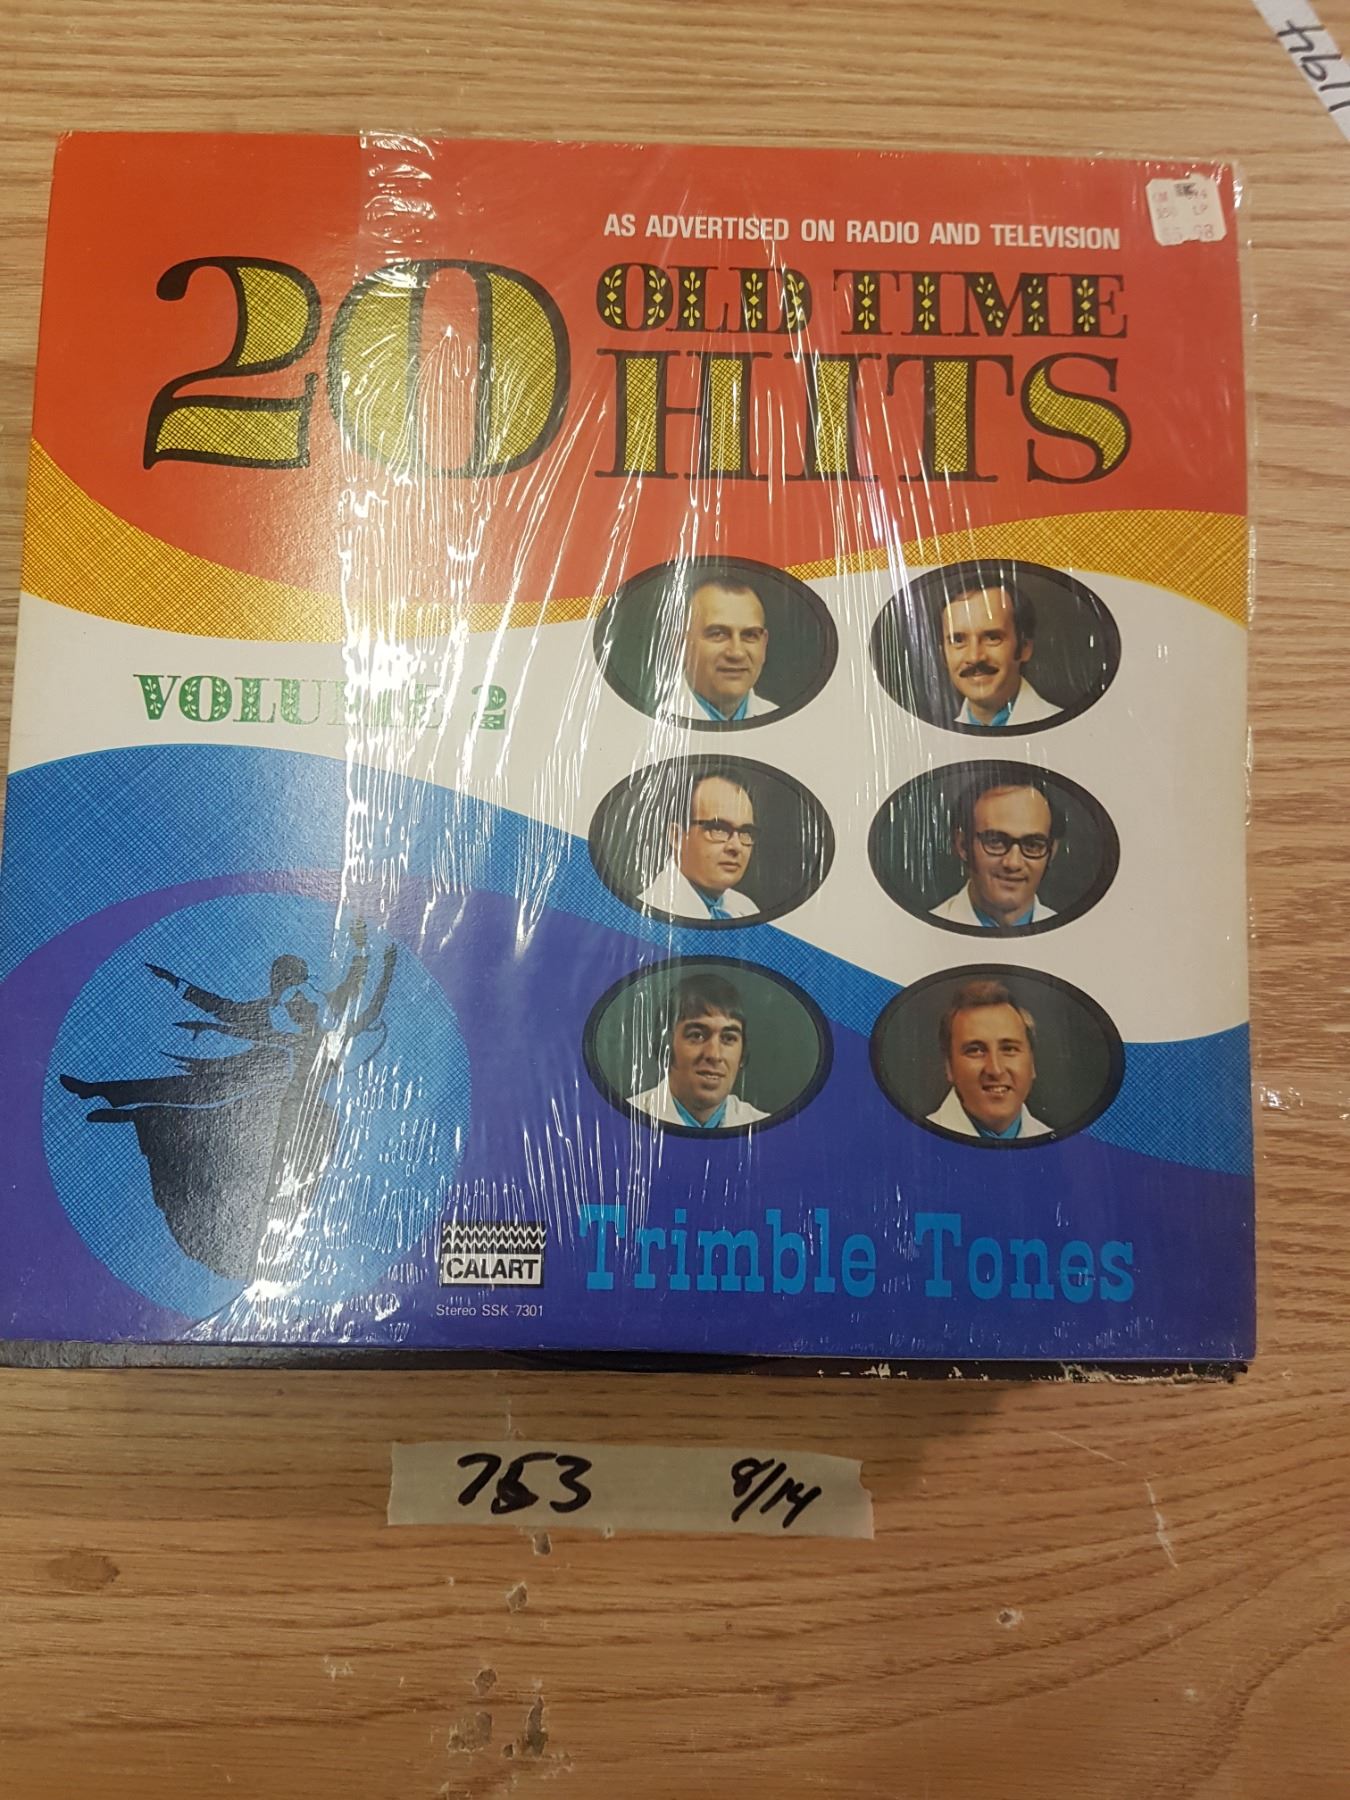 1194
AS ADVERTISED ON RADIO AND TELEVISION
20 OLD TIME
HITS
VOLUME 2
CALART
Stereo SSK-7301
Trimble Tones
753 8/14